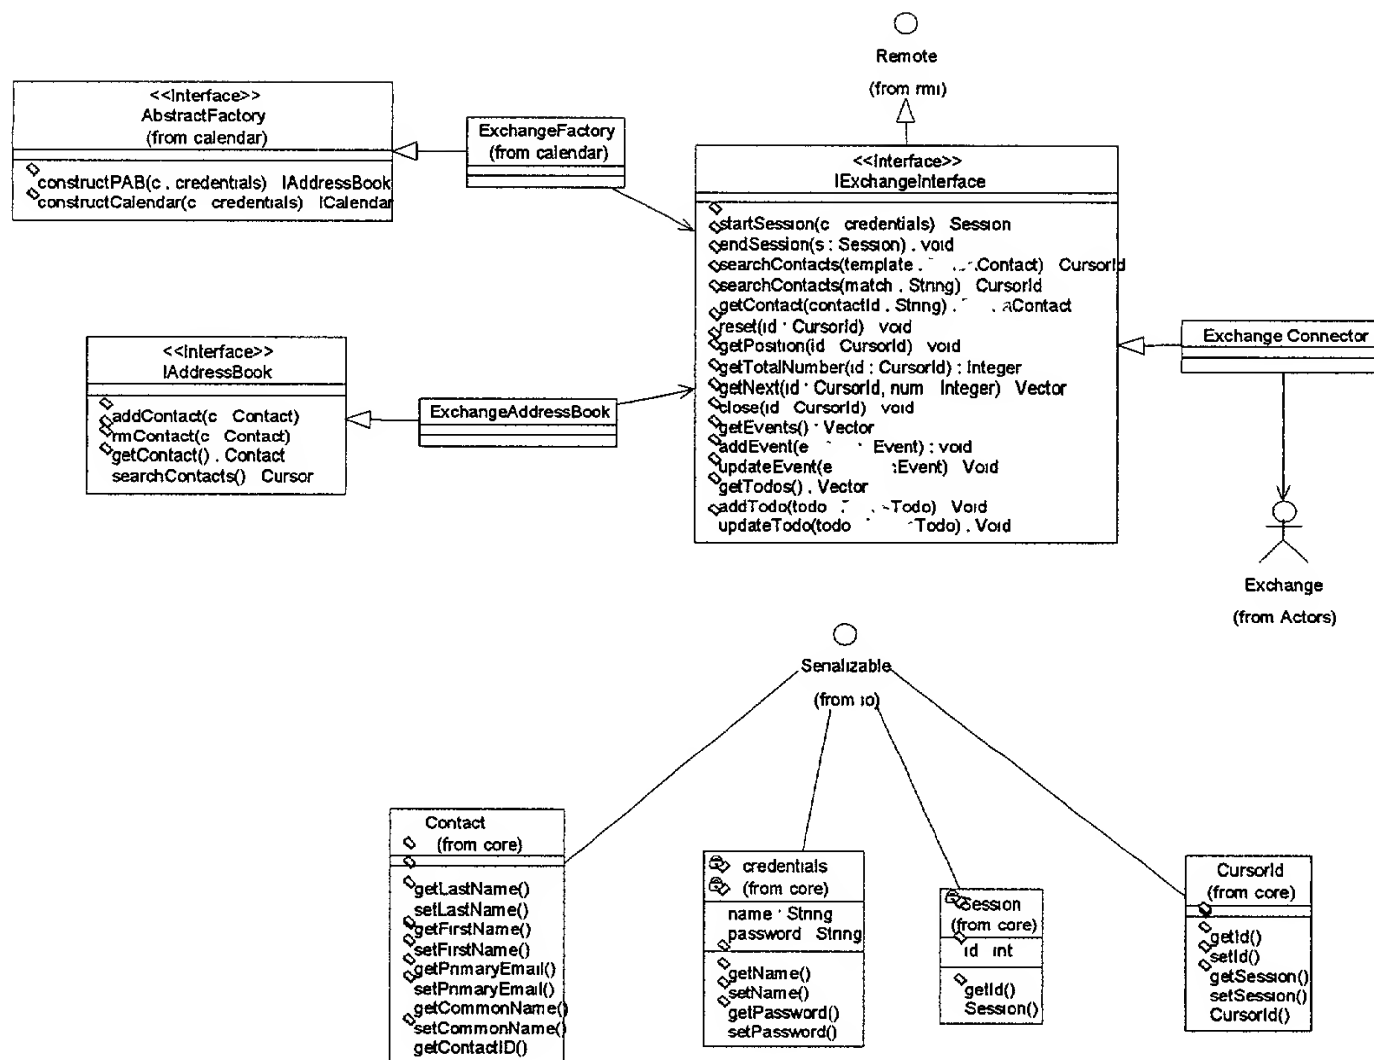 Remote
(from rmi)
<<Interface>>
AbstractFactory
(from calendar)
constructPAB(c . credentials) IAddressBook
constructCalendar(c credentials) ICalendar
ExchangeFactory
(from calendar)
<<Interface>>
IExchangeInterface
startSession(c credentials) Session
endSession(s : Session) . void
searchContacts(template . Contact) CursorId
searchContacts(match . String) CursorId
getContact(contactId . String) . aContact
reset(id : CursorId) void
getPosition(id CursorId) void
getTotalNumber(id : CursorId) : Integer
getNext(id : CursorId, num Integer) Vector
close(id CursorId) void
getEvents() : Vector
addEvent(e Event) : void
updateEvent(e :Event) Void
getTodos() . Vector
addTodo(todo Todo) Void
updateTodo(todo Todo) . Void
Exchange Connector
<<Interface>>
IAddressBook
addContact(c Contact)
rmContact(c Contact)
getContact() . Contact
searchContacts() Cursor
ExchangeAddressBook
Exchange
(from Actors)
Serializable
(from io)
Contact
(from core)
getLastName()
setLastName()
getFirstName()
setFirstName()
getPrimaryEmail()
setPrimaryEmail()
getCommonName()
setCommonName()
getContactID()
credentials
(from core)
name : String
password String
getName()
setName()
getPassword()
setPassword()
Session
(from core)
id int
getId()
Session()
CursorId
(from core)
getId()
setId()
getSession()
setSession()
CursorId()